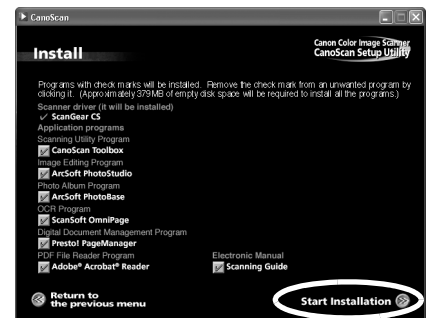 CanoScan
Install
Canon Color Image Scanner
CanoScan Setup Utility
Programs with check marks will be installed. Remove the check mark from an unwanted program by
clicking it. (Approximately 379MB of empty disk space will be required to install all the programs.)
Scanner driver (it will be installed)
ScanGear CS
Application programs
Scanning Utility Program
CanoScan Toolbox
Image Editing Program
ArcSoft PhotoStudio
Photo Album Program
ArcSoft PhotoBase
OCR Program
ScanSoft OmniPage
Digital Document Management Program
Presto! PageManager
PDF File Reader Program
Adobe® Acrobat® Reader
Electronic Manual
Scanning Guide
Return to
the previous menu
Start Installation